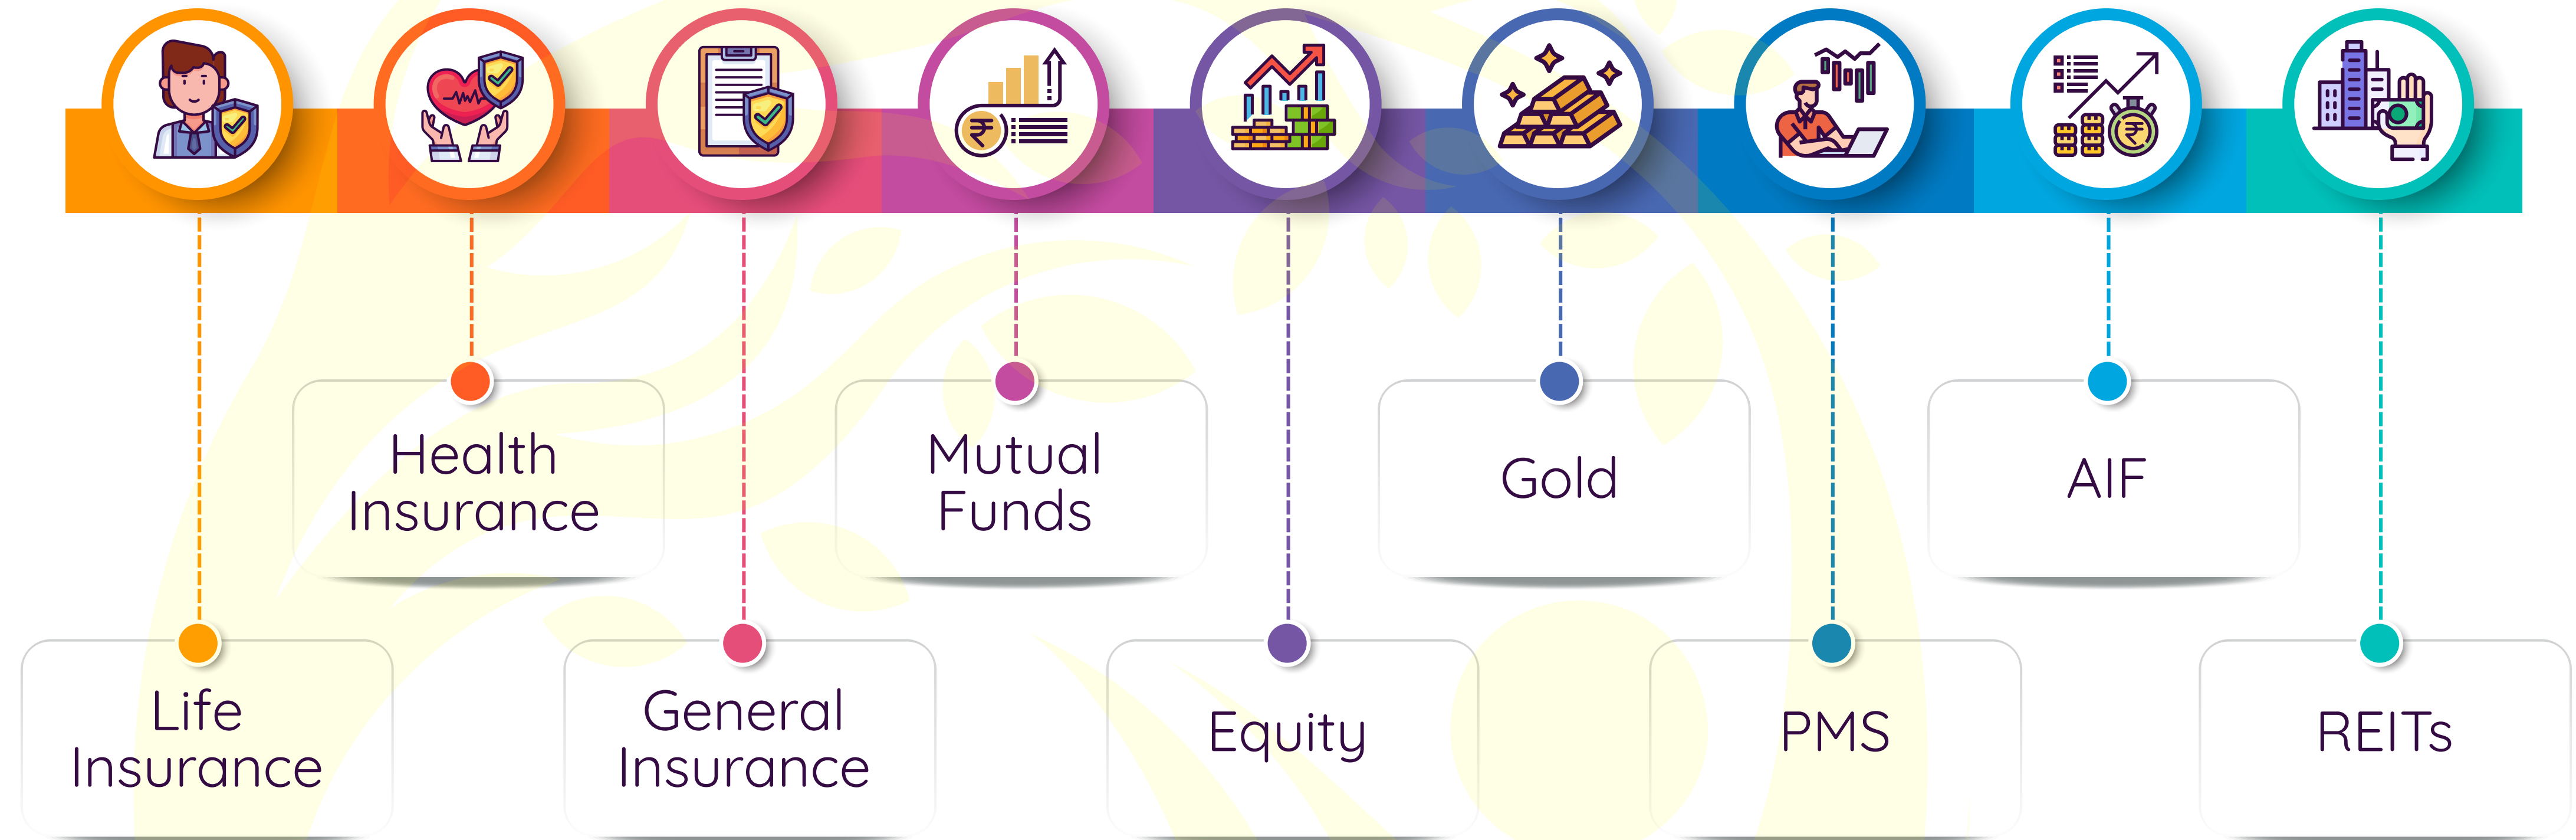 Life
Insurance
Health
Insurance
General
Insurance
Mutual
Funds
Equity
Gold
PMS
AIF
REITs